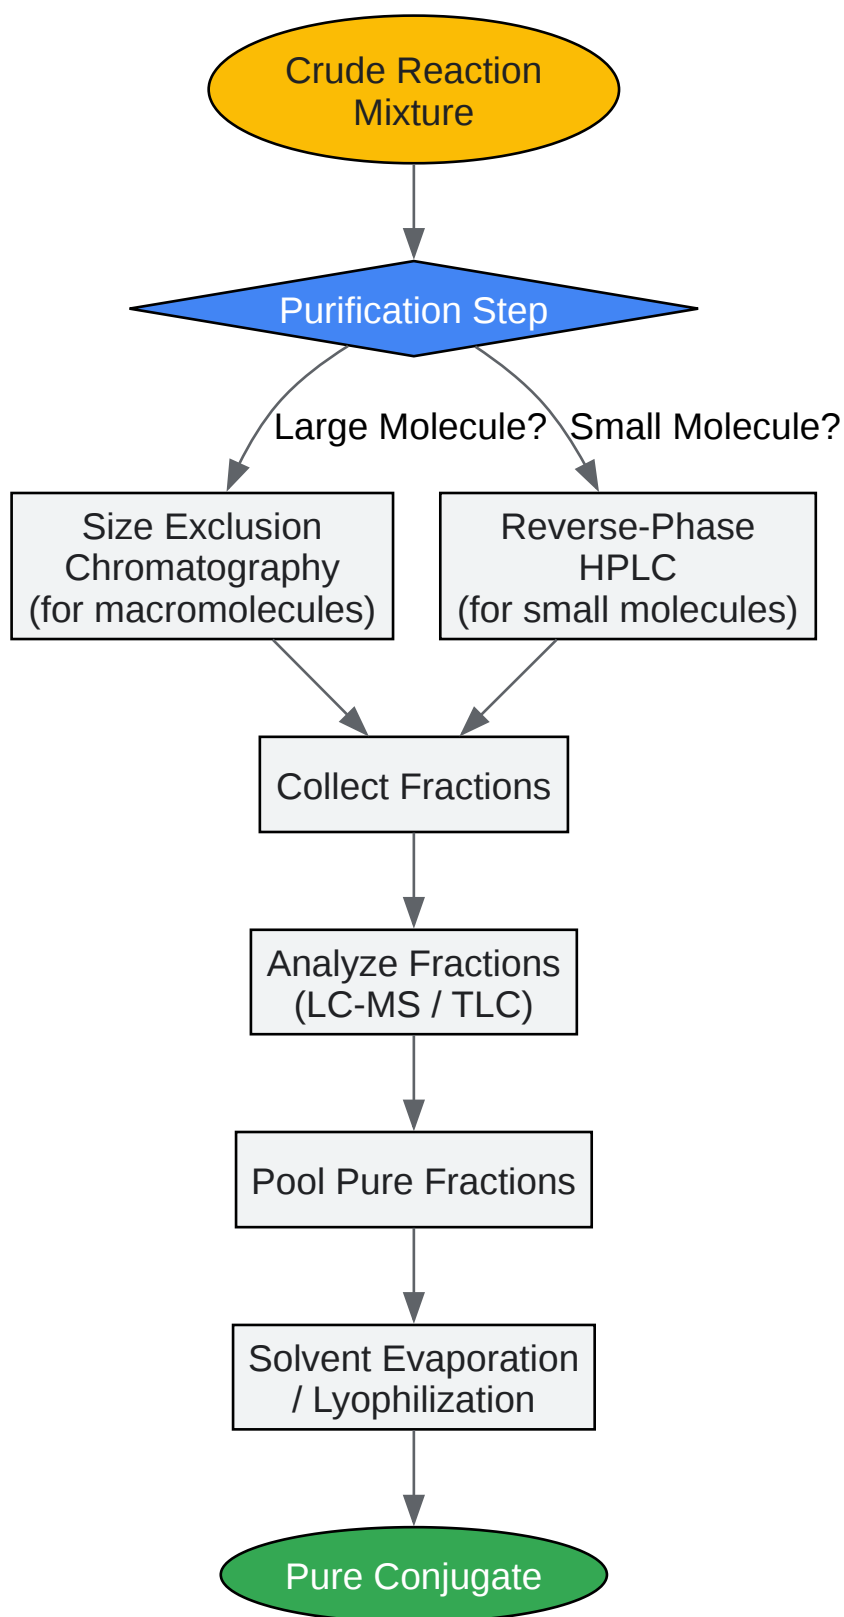 Crude Reaction
Mixture
Purification Step
Large Molecule?
Small Molecule?
Size Exclusion
Chromatography
(for macromolecules)
Reverse-Phase
HPLC
(for small molecules)
Collect Fractions
Analyze Fractions
(LC-MS / TLC)
Pool Pure Fractions
Solvent Evaporation
/ Lyophilization
Pure Conjugate